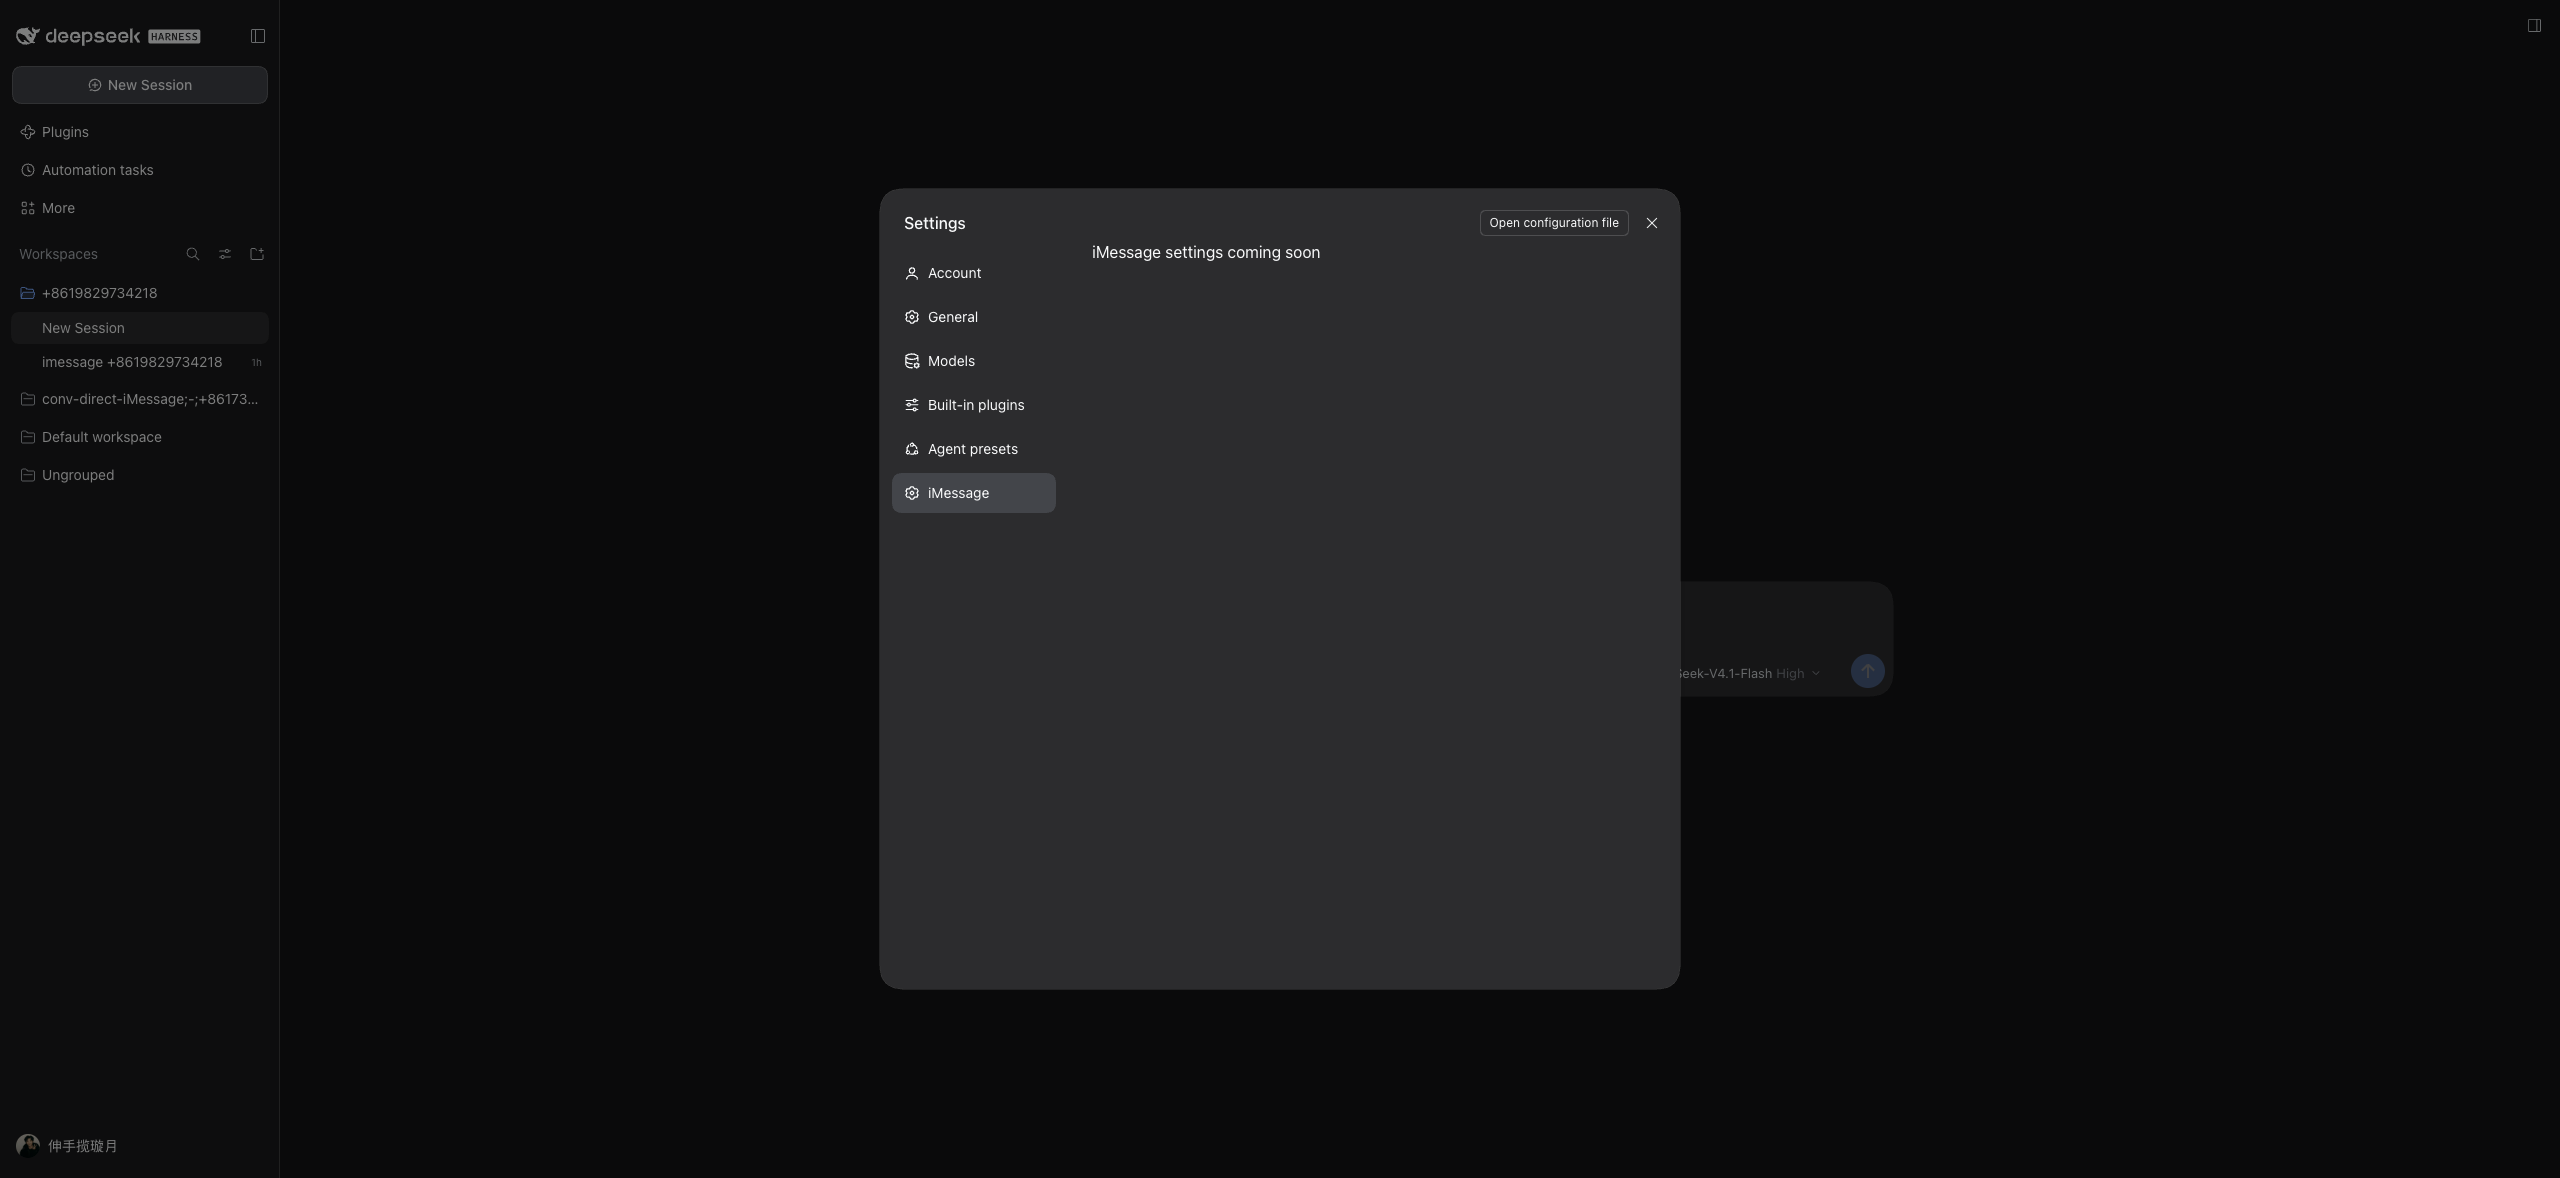 deepseek HARNESS
New Session
Plugins
Automation tasks
More
Workspaces
+8619829734218
New Session
imessage +8619829734218 1h
conv-direct-iMessage;-;+86173...
Default workspace
Ungrouped
伸手揽璇月
Settings
Open configuration file
iMessage settings coming soon
Account
General
Models
Built-in plugins
Agent presets
iMessage
Seek-V4.1-Flash High